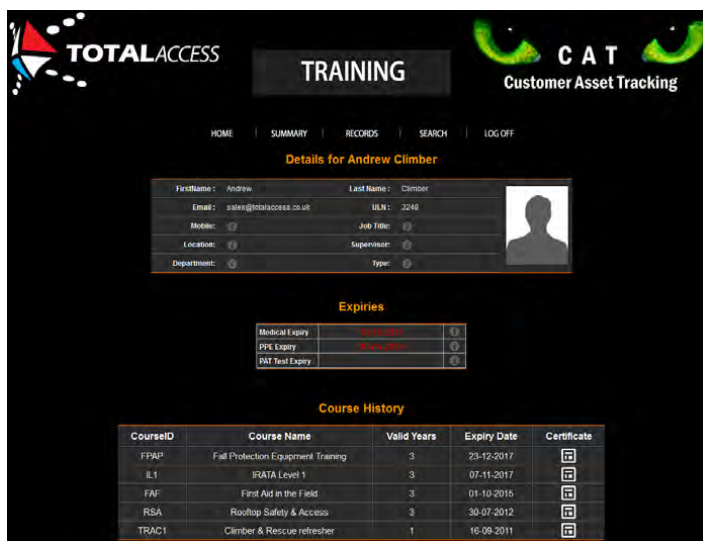 TOTALACCESS
TRAINING
CAT
Customer Asset Tracking
HOME | SUMMARY | RECORDS | SEARCH | LOG OFF
Details for Andrew Climber
FirstName: Andrew Last Name: Climber
Email: sales@totalaccess.co.uk ULN: 3248
Mobile: Job Title:
Location: Supervisor:
Department: Type:
Expiries
Medical Expiry
PPE Expiry
PAT Test Expiry
Course History
CourseID Course Name Valid Years Expiry Date Certificate
FPAP Fall Protection Equipment Training 3 23-12-2017
IL1 IRATA Level 1 3 07-11-2017
FAF First Aid in the Field 3 01-10-2015
RSA Rooftop Safety & Access 3 30-07-2012
TRAC1 Climber & Rescue refresher 1 16-09-2011